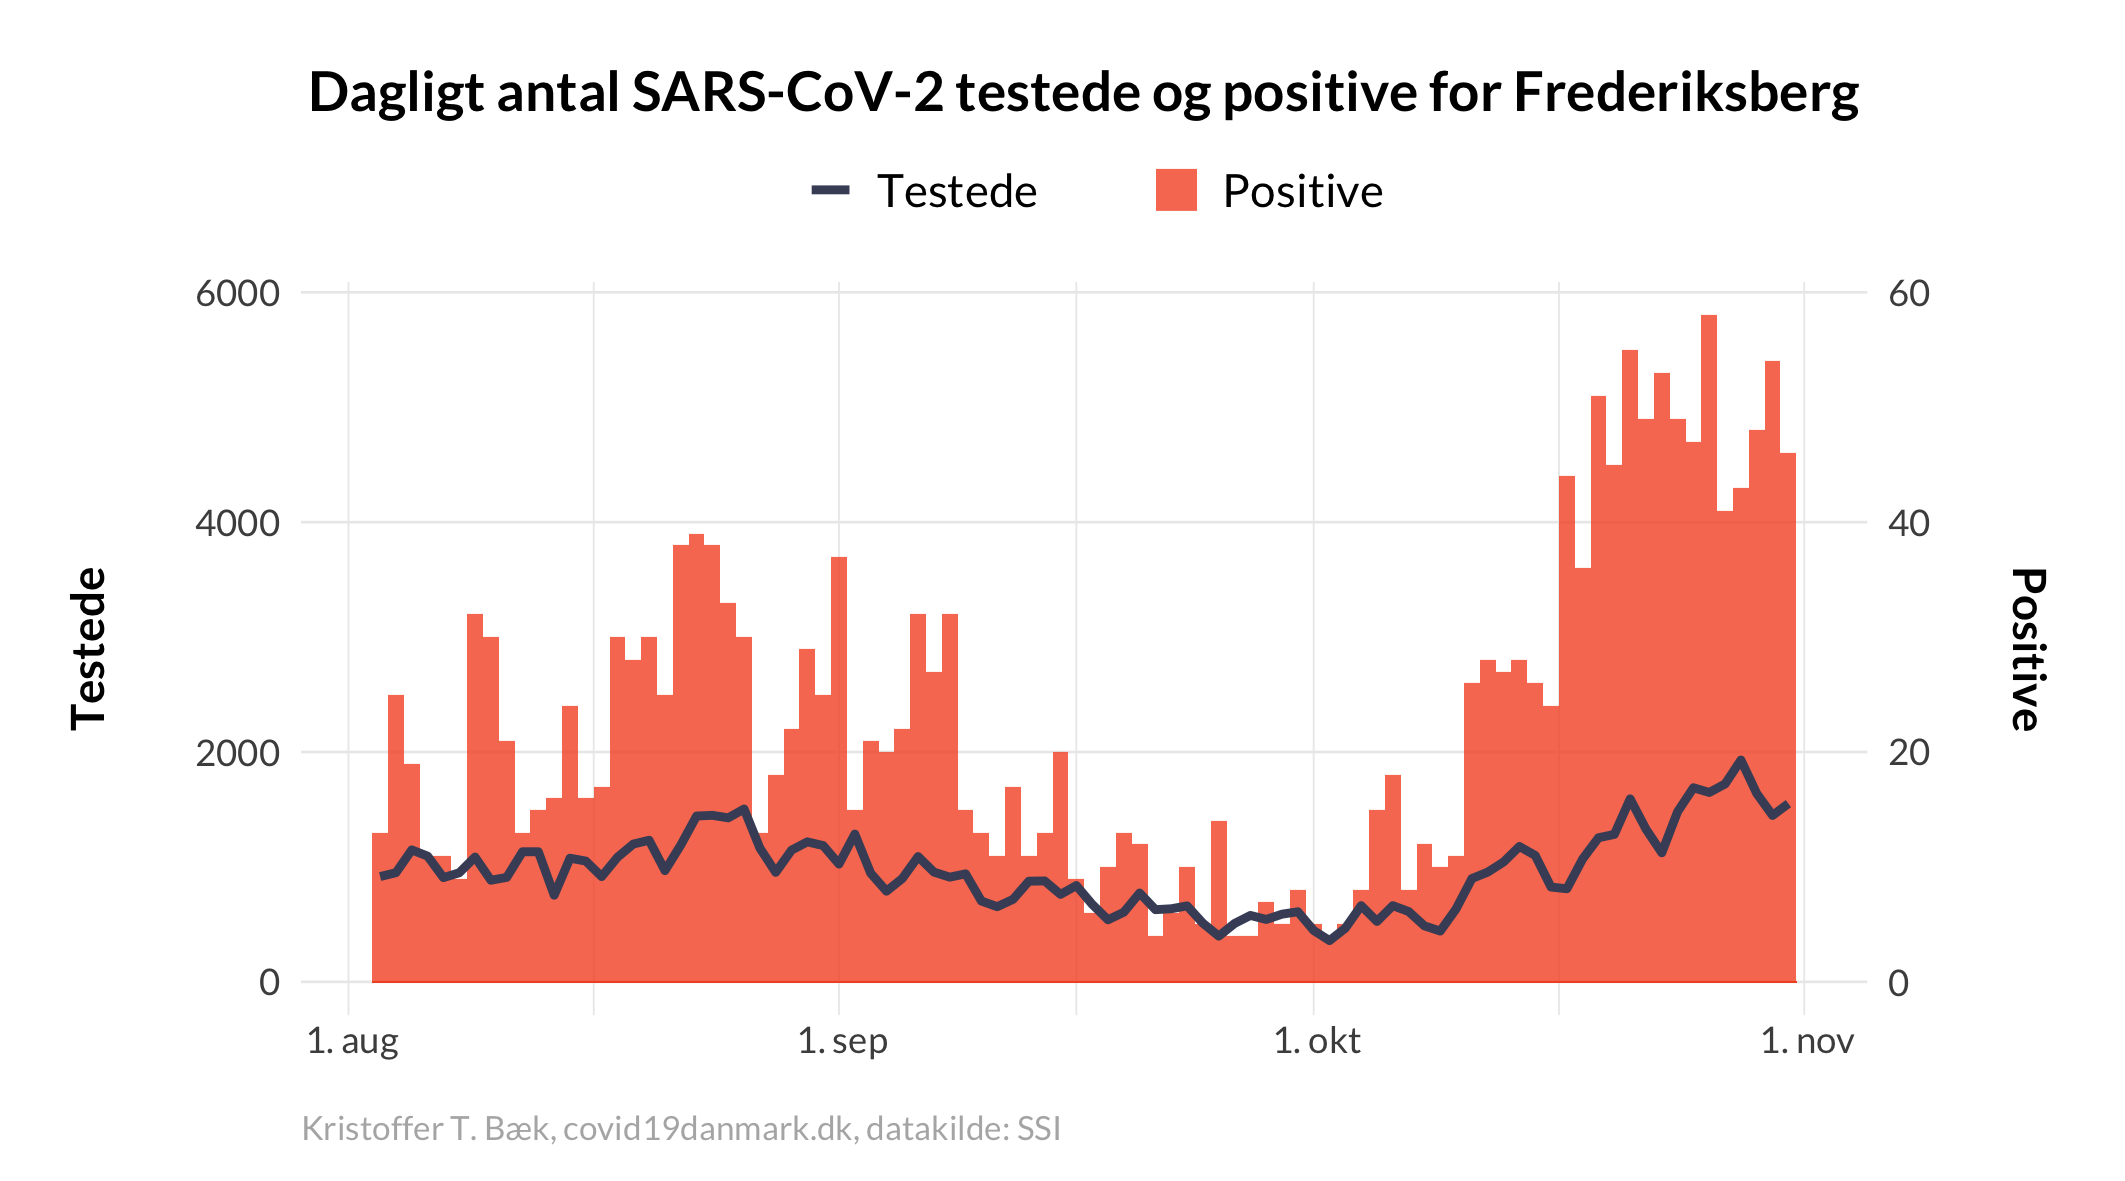 Dagligt antal SARS-CoV-2 testede og positive for Frederiksberg
Testede
Positive
6000
4000
2000
0
60
40
20
0
Testede
Positive
1. aug
1. sep
1. okt
1. nov
Kristoffer T. Bæk, covid19danmark.dk, datakilde: SSI